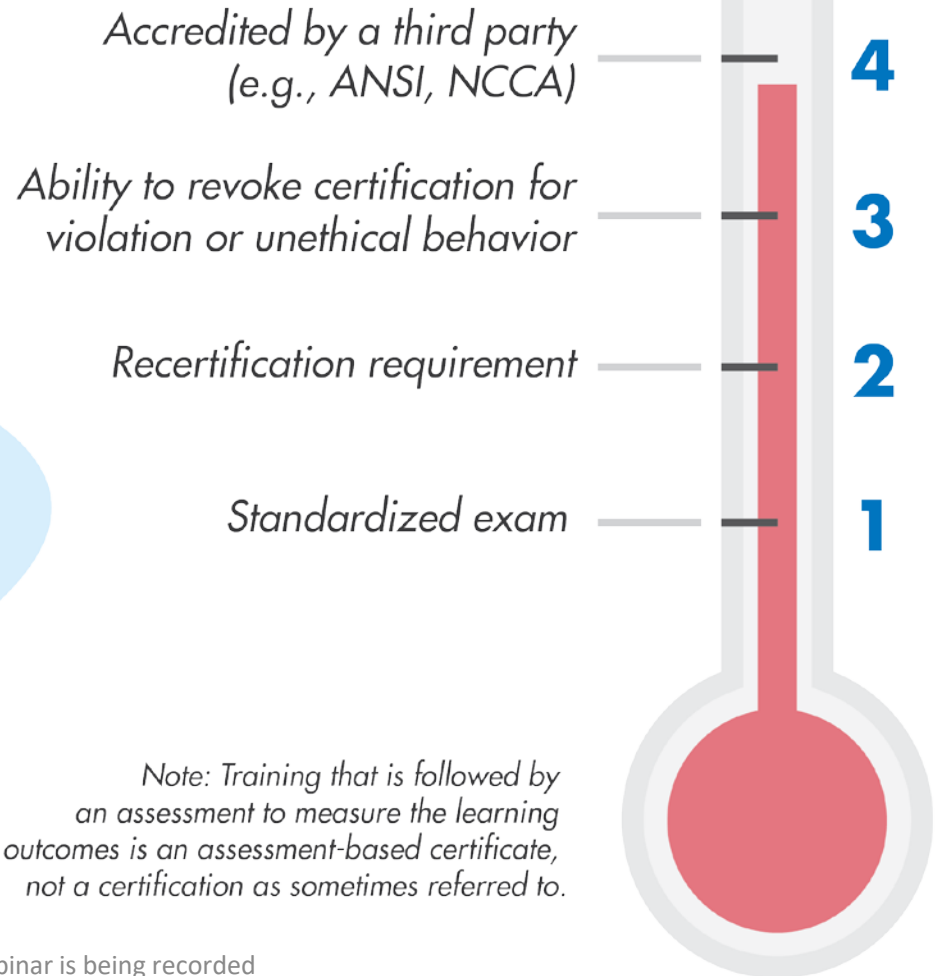 Accredited by a third party
(e.g., ANSI, NCCA)
4
Ability to revoke certification for
violation or unethical behavior
3
Recertification requirement
2
Standardized exam
1
Note: Training that is followed by
an assessment to measure the learning
outcomes is an assessment-based certificate,
not a certification as sometimes referred to.
binar is being recorded